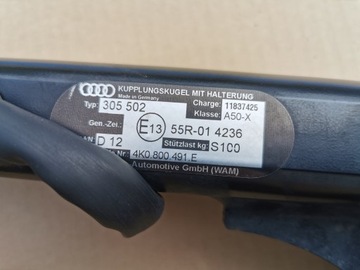 KUPPLUNGSKUGEL MIT HALTERUNG
Made in Germany
Typ: 305 502 Charge: 11837425
Klasse: A50-X
Gen.-Zei.: E13 55R-01 4236
D 12 Stützlast kg: S100
Nr. 4K0.800.491.E
Automotive GmbH (WAM)